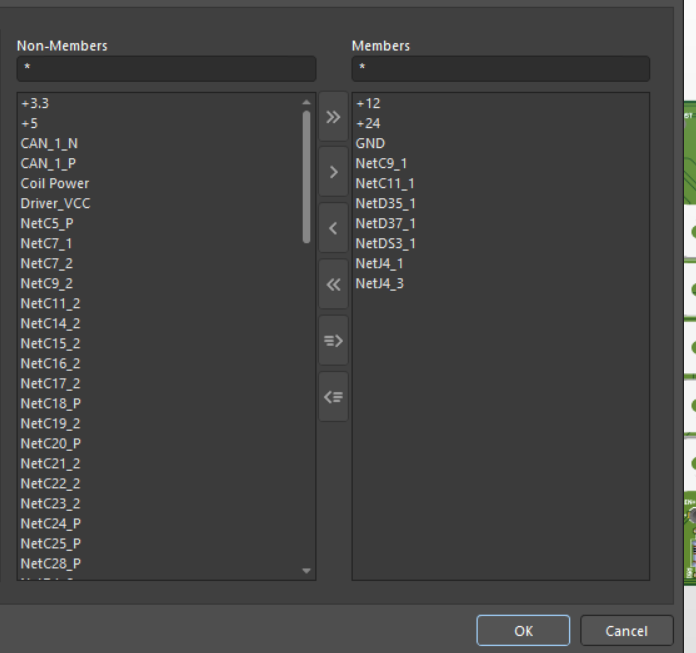 Non-Members
*
+3.3
+5
CAN_1_N
CAN_1_P
Coil Power
Driver_VCC
NetC5_P
NetC7_1
NetC7_2
NetC9_2
NetC11_2
NetC14_2
NetC15_2
NetC16_2
NetC17_2
NetC18_P
NetC19_2
NetC20_P
NetC21_2
NetC22_2
NetC23_2
NetC24_P
NetC25_P
NetC28_P
Members
*
+12
+24
GND
NetC9_1
NetC11_1
NetD35_1
NetD37_1
NetDS3_1
NetJ4_1
NetJ4_3
OK
Cancel